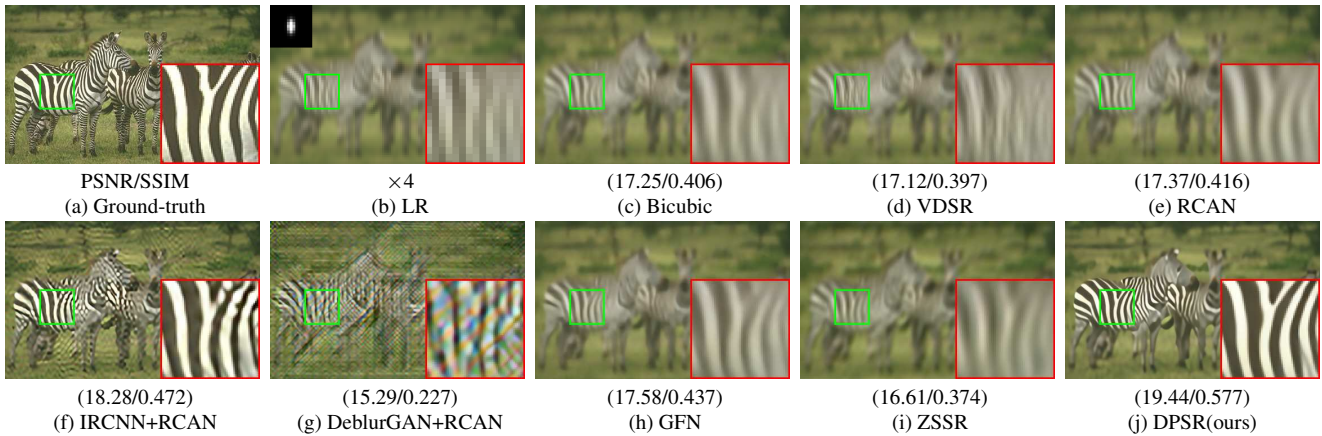 PSNR/SSIM
(a) Ground-truth
×4
(b) LR
(17.25/0.406)
(c) Bicubic
(17.12/0.397)
(d) VDSR
(17.37/0.416)
(e) RCAN
(18.28/0.472)
(f) IRCNN+RCAN
(15.29/0.227)
(g) DeblurGAN+RCAN
(17.58/0.437)
(h) GFN
(16.61/0.374)
(i) ZSSR
(19.44/0.577)
(j) DPSR(ours)